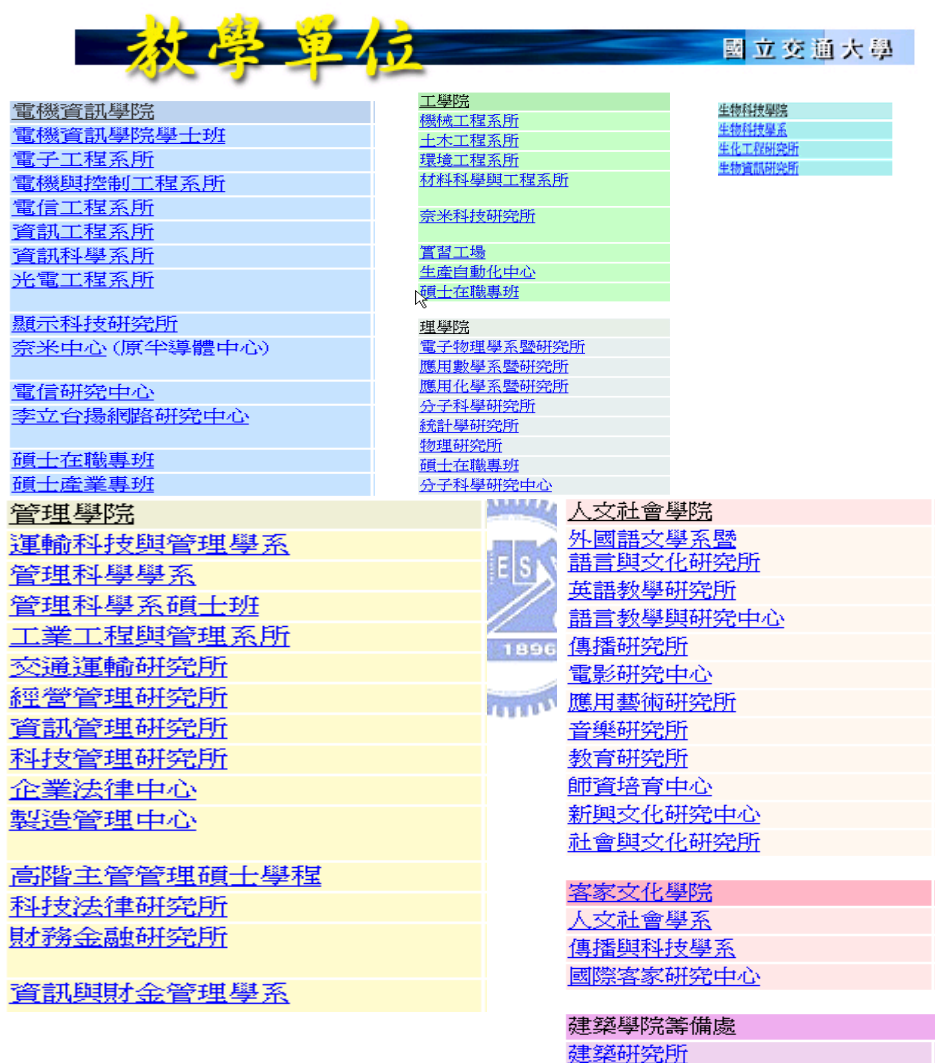 教學單位
國立交通大學
電機資訊學院
電機資訊學院學士班
電子工程系所
電機與控制工程系所
電信工程系所
資訊工程系所
資訊科學系所
光電工程系所
顯示科技研究所
奈米中心 (原半導體中心)
電信研究中心
李立台揚網路研究中心
碩士在職專班
碩士產業專班
工學院
機械工程系所
土木工程系所
環境工程系所
材料科學與工程系所
奈米科技研究所
實習工場
生產自動化中心
碩士在職專班
理學院
電子物理學系暨研究所
應用數學系暨研究所
應用化學系暨研究所
分子科學研究所
統計學研究所
物理研究所
碩士在職專班
分子科學研究中心
生物科技學院
生物科技學系
生化工程研究所
生物資訊研究所
管理學院
運輸科技與管理學系
管理科學學系
管理科學系碩士班
工業工程與管理系所
交通運輸研究所
經營管理研究所
資訊管理研究所
科技管理研究所
企業法律中心
製造管理中心
高階主管管理碩士學程
科技法律研究所
財務金融研究所
資訊與財金管理學系
ES
1896
人文社會學院
外國語文學系暨
語言與文化研究所
英語教學研究所
語言教學與研究中心
傳播研究所
電影研究中心
應用藝術研究所
音樂研究所
教育研究所
師資培育中心
新興文化研究中心
社會與文化研究所
客家文化學院
人文社會學系
傳播與科技學系
國際客家研究中心
建築學院籌備處
建築研究所